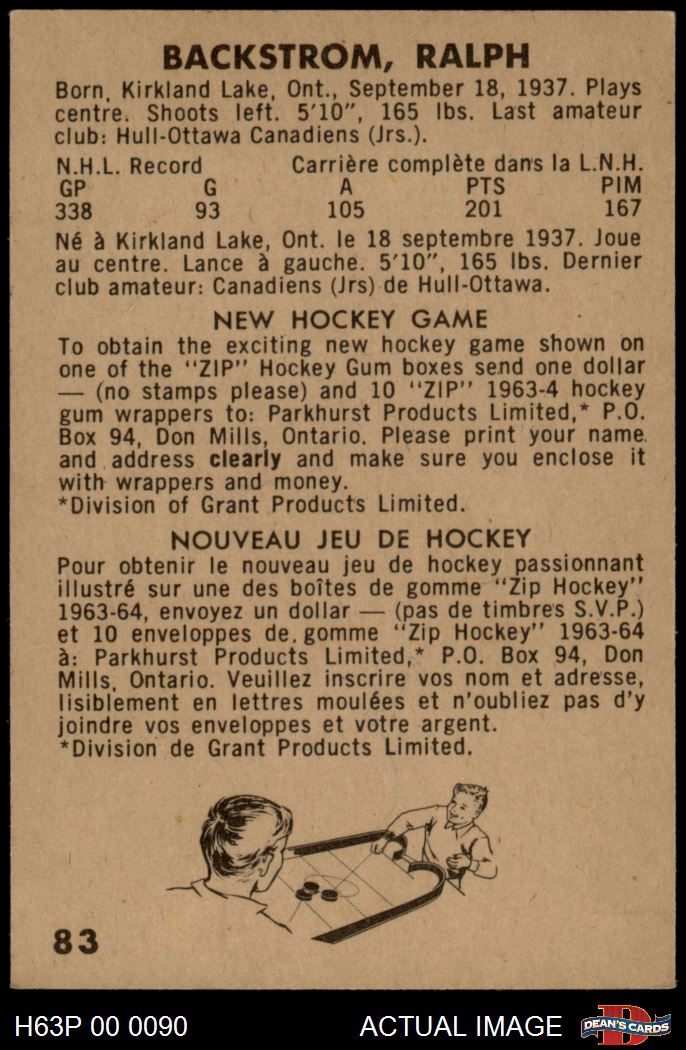 BACKSTROM, RALPH
Born, Kirkland Lake, Ont., September 18, 1937. Plays
centre. Shoots left. 5'10", 165 lbs. Last amateur
club: Hull-Ottawa Canadiens (Jrs.).
N.H.L. Record Carrière complète dans la L.N.H.
GP G A PTS PIM
338 93 105 201 167
Né à Kirkland Lake, Ont. le 18 septembre 1937. Joue
au centre. Lance à gauche. 5'10", 165 lbs. Dernier
club amateur: Canadiens (Jrs) de Hull-Ottawa.
NEW HOCKEY GAME
To obtain the exciting new hockey game shown on
one of the "ZIP" Hockey Gum boxes send one dollar
— (no stamps please) and 10 "ZIP" 1963-4 hockey
gum wrappers to: Parkhurst Products Limited,* P.O.
Box 94, Don Mills, Ontario. Please print your name
and address clearly and make sure you enclose it
with wrappers and money.
*Division of Grant Products Limited.
NOUVEAU JEU DE HOCKEY
Pour obtenir le nouveau jeu de hockey passionnant
illustré sur une des boîtes de gomme "Zip Hockey"
1963-64, envoyez un dollar — (pas de timbres S.V.P.)
et 10 enveloppes de gomme "Zip Hockey" 1963-64
à: Parkhurst Products Limited,* P.O. Box 94, Don
Mills, Ontario. Veuillez inscrire vos nom et adresse,
lisiblement en lettres moulées et n'oubliez pas d'y
joindre vos enveloppes et votre argent.
*Division de Grant Products Limited.
83
H63P 00 0090 ACTUAL IMAGE D DEAN'S CARDS